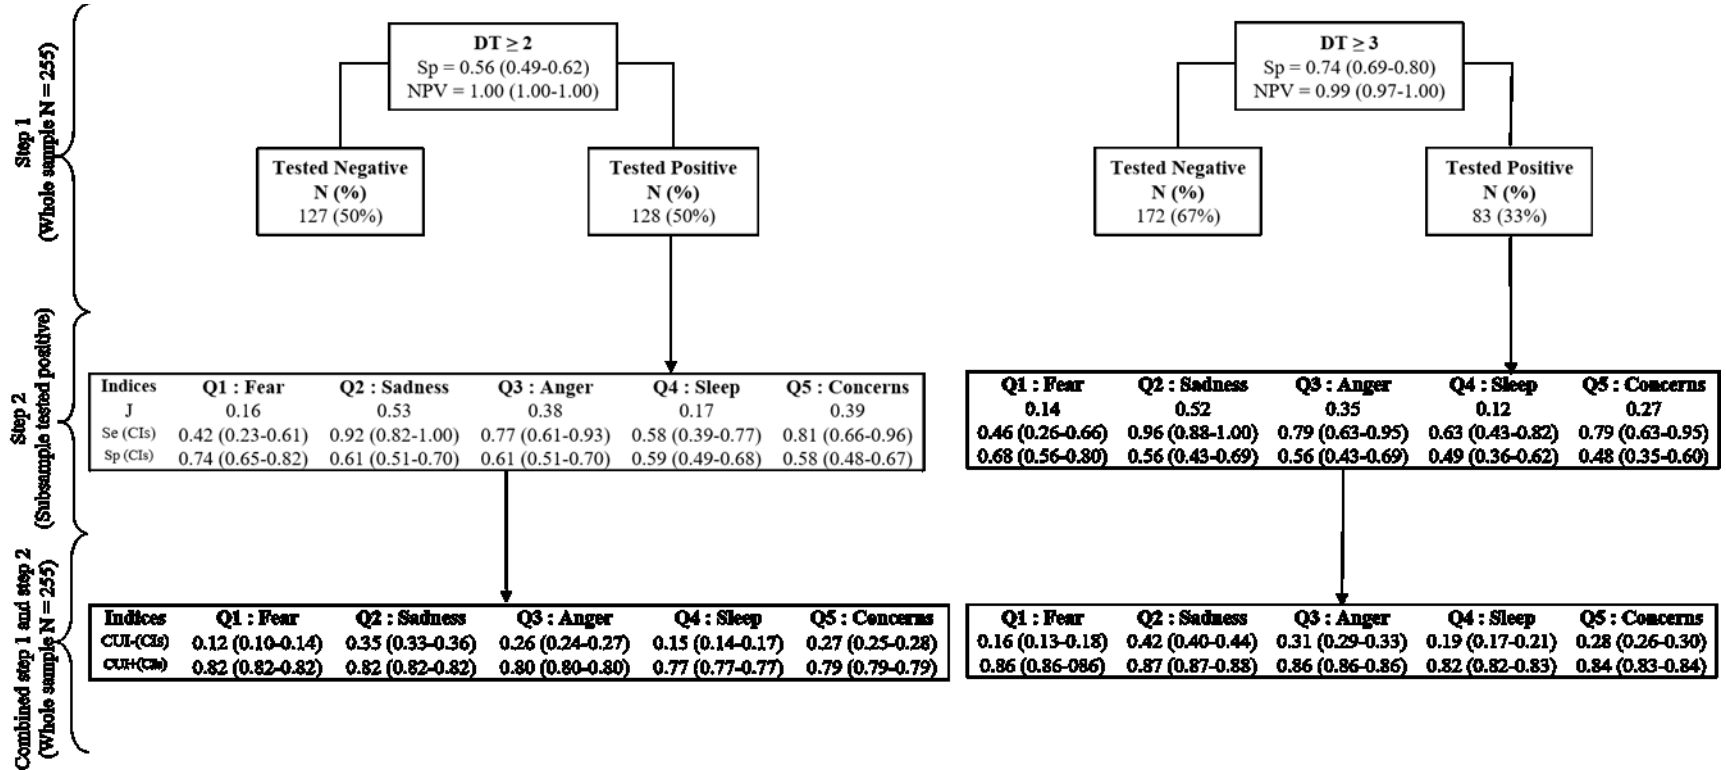 Step 1
(Whole sample N = 255)
DT ≥ 2
Sp = 0.56 (0.49-0.62)
NPV = 1.00 (1.00-1.00)
Tested Negative
N (%)
127 (50%)
Tested Positive
N (%)
128 (50%)
DT ≥ 3
Sp = 0.74 (0.69-0.80)
NPV = 0.99 (0.97-1.00)
Tested Negative
N (%)
172 (67%)
Tested Positive
N (%)
83 (33%)
Step 2
(Subsample tested positive)
Indices Q1 : Fear Q2 : Sadness Q3 : Anger Q4 : Sleep Q5 : Concerns
J 0.16 0.53 0.38 0.17 0.39
Se (CIs) 0.42 (0.23-0.61) 0.92 (0.82-1.00) 0.77 (0.61-0.93) 0.58 (0.39-0.77) 0.81 (0.66-0.96)
Sp (CIs) 0.74 (0.65-0.82) 0.61 (0.51-0.70) 0.61 (0.51-0.70) 0.59 (0.49-0.68) 0.58 (0.48-0.67)
Q1 : Fear Q2 : Sadness Q3 : Anger Q4 : Sleep Q5 : Concerns
0.14 0.52 0.35 0.12 0.27
0.46 (0.26-0.66) 0.96 (0.88-1.00) 0.79 (0.63-0.95) 0.63 (0.43-0.82) 0.79 (0.63-0.95)
0.68 (0.56-0.80) 0.56 (0.43-0.69) 0.56 (0.43-0.69) 0.49 (0.36-0.62) 0.48 (0.35-0.60)
Combined step 1 and step 2
(Whole sample N = 255)
Indices Q1 : Fear Q2 : Sadness Q3 : Anger Q4 : Sleep Q5 : Concerns
CUI-(CIs) 0.12 (0.10-0.14) 0.35 (0.33-0.36) 0.26 (0.24-0.27) 0.15 (0.14-0.17) 0.27 (0.25-0.28)
CUI+(CIs) 0.82 (0.82-0.82) 0.82 (0.82-0.82) 0.80 (0.80-0.80) 0.77 (0.77-0.77) 0.79 (0.79-0.79)
Q1 : Fear Q2 : Sadness Q3 : Anger Q4 : Sleep Q5 : Concerns
0.16 (0.13-0.18) 0.42 (0.40-0.44) 0.31 (0.29-0.33) 0.19 (0.17-0.21) 0.28 (0.26-0.30)
0.86 (0.86-086) 0.87 (0.87-0.88) 0.86 (0.86-0.86) 0.82 (0.82-0.83) 0.84 (0.83-0.84)